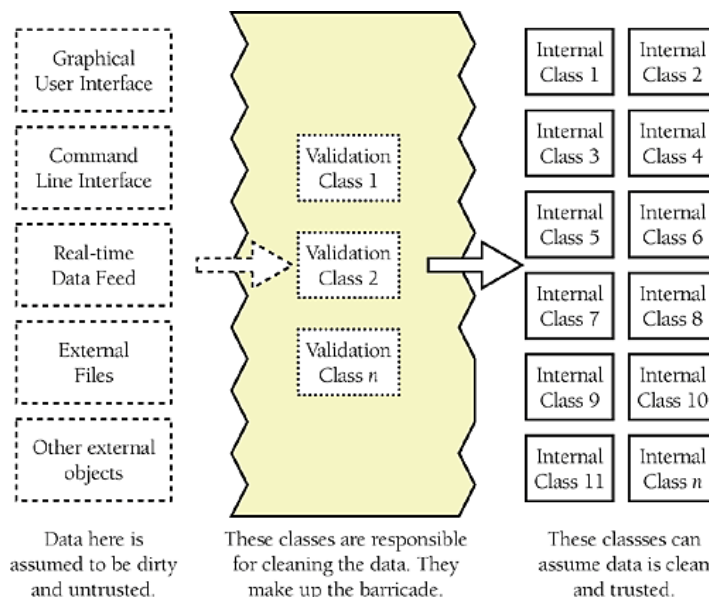 Graphical
User Interface
Command
Line Interface
Real-time
Data Feed
External
Files
Other external
objects
Data here is
assumed to be dirty
and untrusted.
Validation
Class 1
Validation
Class 2
Validation
Class n
These classes are responsible
for cleaning the data. They
make up the barricade.
Internal
Class 1
Internal
Class 2
Internal
Class 3
Internal
Class 4
Internal
Class 5
Internal
Class 6
Internal
Class 7
Internal
Class 8
Internal
Class 9
Internal
Class 10
Internal
Class 11
Internal
Class n
These classses can
assume data is clean
and trusted.